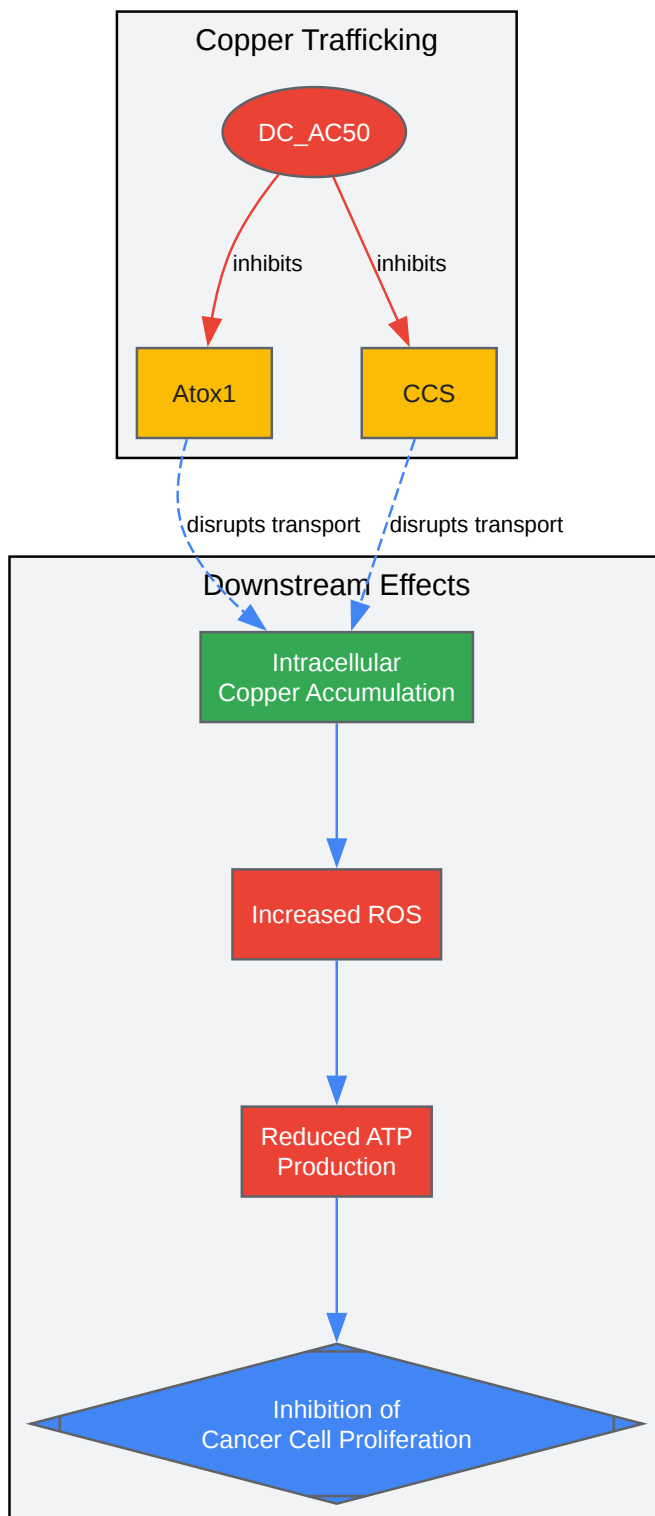 Copper Trafficking
DC_AC50
inhibits
inhibits
Atox1
CCS
disrupts transport
disrupts transport
Downstream Effects
Intracellular
Copper Accumulation
Increased ROS
Reduced ATP
Production
Inhibition of
Cancer Cell Proliferation